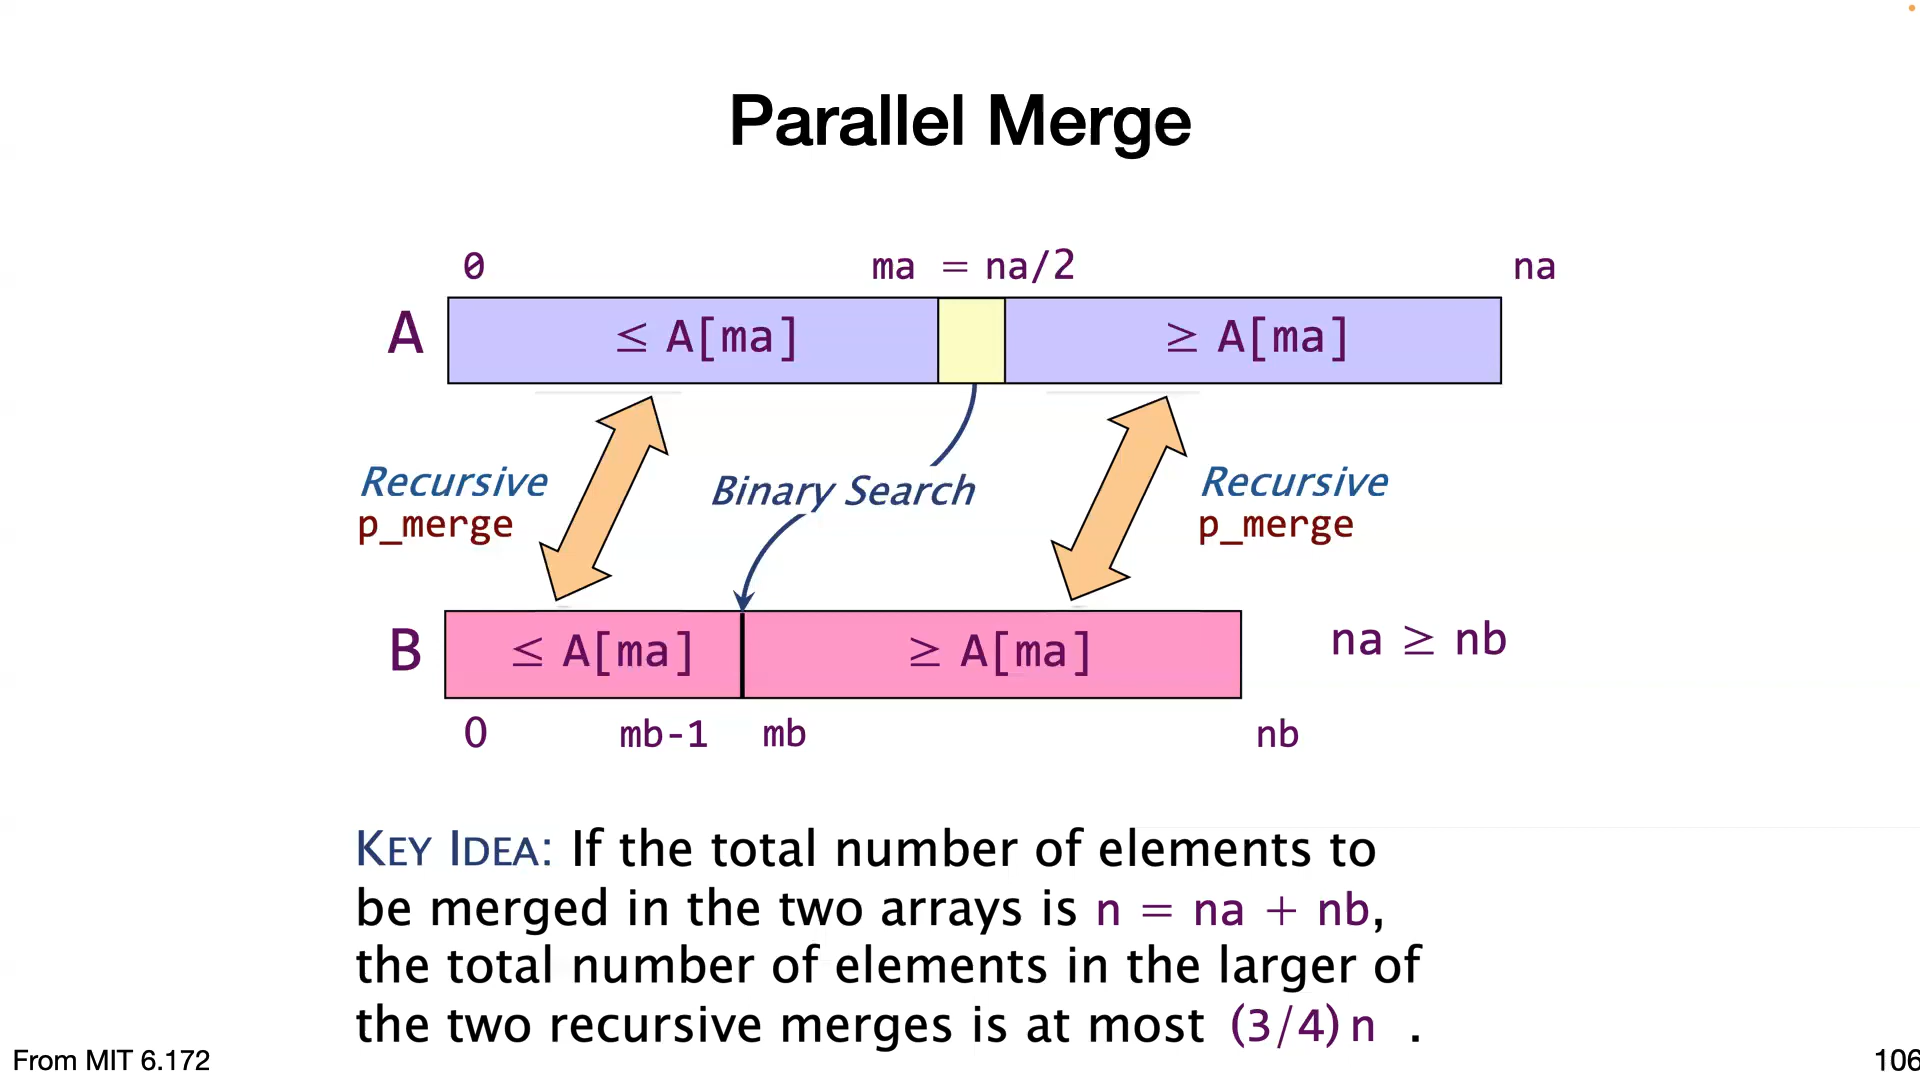 Parallel Merge
0 ma = na/2 na
A ≤ A[ma] ≥ A[ma]
Recursive
p_merge
Binary Search
Recursive
p_merge
B ≤ A[ma] ≥ A[ma] na ≥ nb
0 mb-1 mb nb
KEY IDEA: If the total number of elements to
be merged in the two arrays is n = na + nb,
the total number of elements in the larger of
the two recursive merges is at most (3/4)n .
From MIT 6.172
106